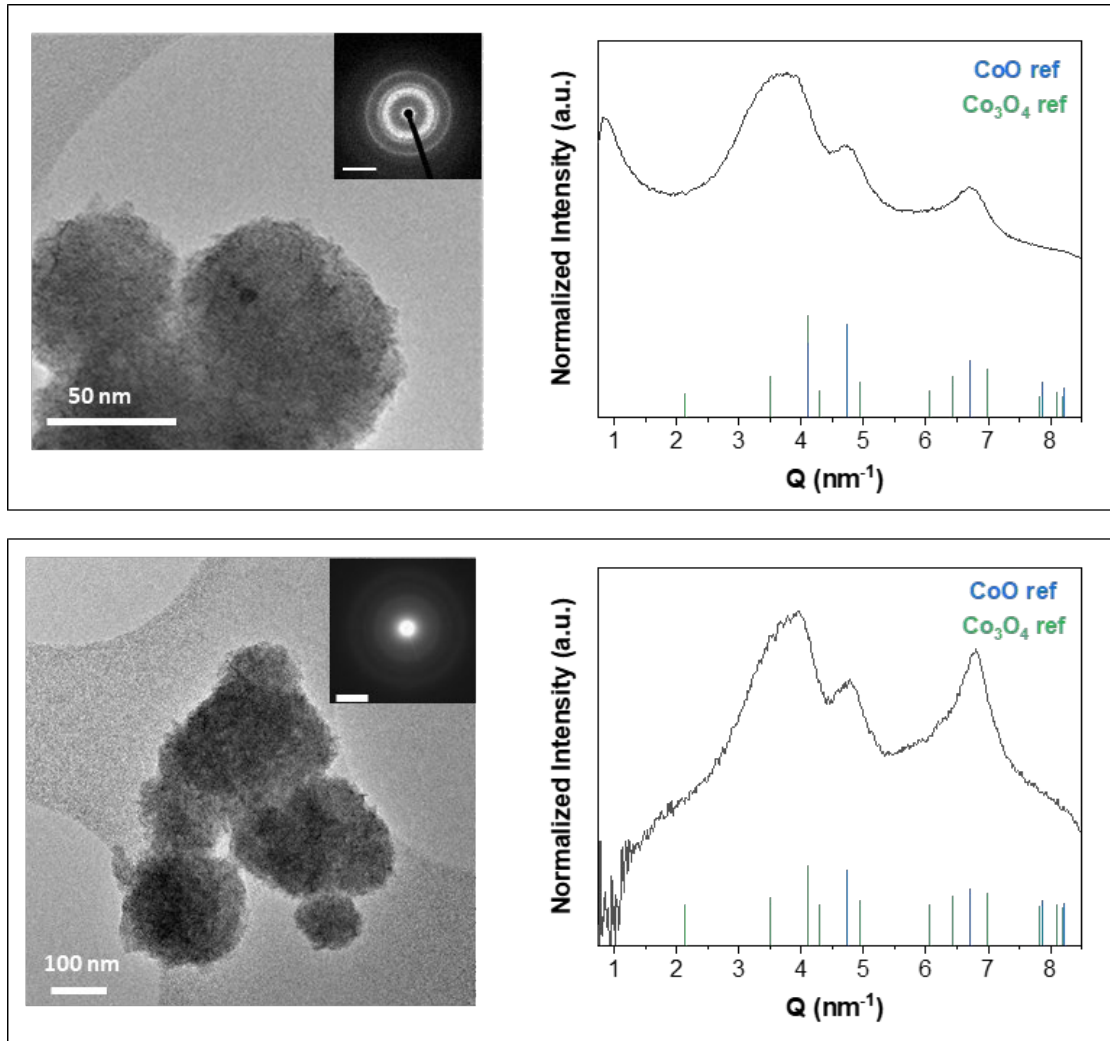 50 nm
Normalized Intensity (a.u.)
CoO ref
Co₃O₄ ref
1 2 3 4 5 6 7 8
Q (nm⁻¹)
100 nm
Normalized Intensity (a.u.)
CoO ref
Co₃O₄ ref
1 2 3 4 5 6 7 8
Q (nm⁻¹)